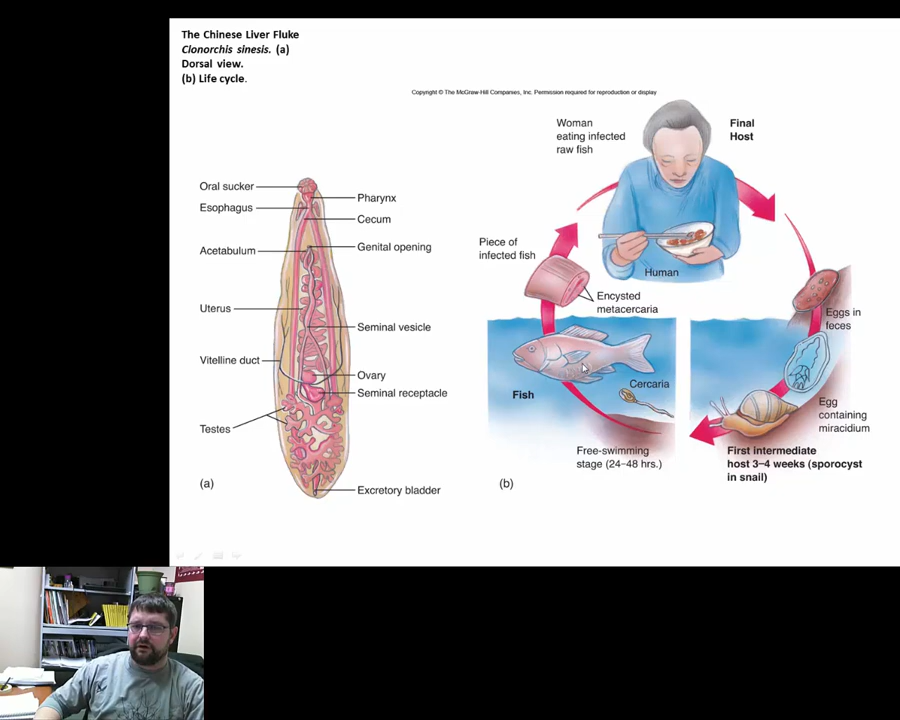 The Chinese Liver Fluke
Clonorchis sinesis. (a)
Dorsal view.
(b) Life cycle.
Copyright © The McGraw-Hill Companies, Inc. Permission required for reproduction or display
Oral sucker
Pharynx
Esophagus
Cecum
Acetabulum
Genital opening
Uterus
Seminal vesicle
Vitelline duct
Ovary
Seminal receptacle
Testes
Excretory bladder
(a)
Woman
eating infected
raw fish
Final
Host
Human
Piece of
infected fish
Encysted
metacercaria
Eggs in
feces
Fish
Cercaria
Egg
containing
miracidium
Free-swimming
stage (24–48 hrs.)
First intermediate
host 3–4 weeks (sporocyst
in snail)
(b)